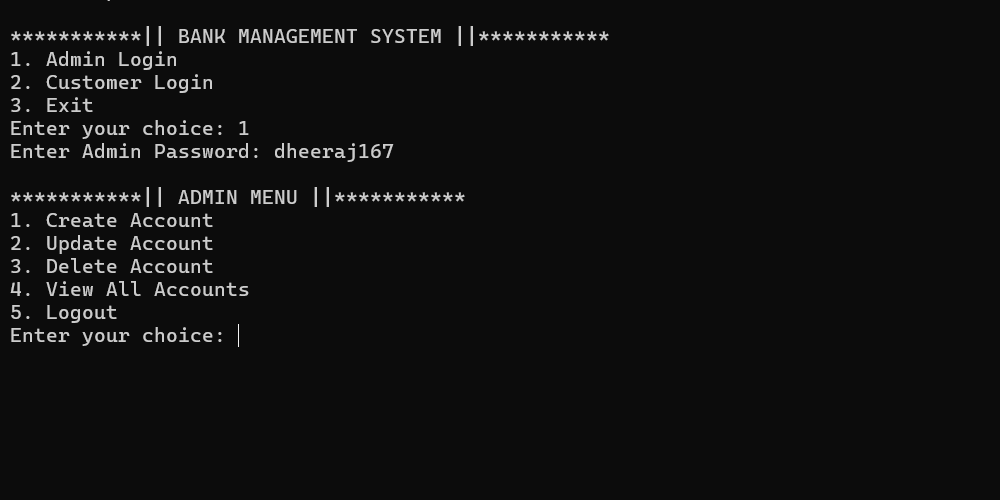 ***********|| BANK MANAGEMENT SYSTEM ||***********
1. Admin Login
2. Customer Login
3. Exit
Enter your choice: 1
Enter Admin Password: dheeraj167
***********|| ADMIN MENU ||***********
1. Create Account
2. Update Account
3. Delete Account
4. View All Accounts
5. Logout
Enter your choice: